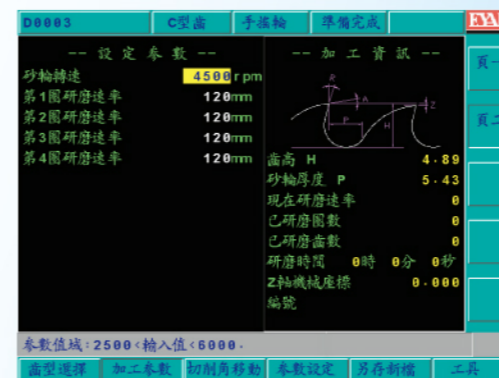 D0003 C型齒 手搖輪 準備完成
-- 設定參數 --
砂輪轉速 4500 rpm
第1圈研磨速率 120mm
第2圈研磨速率 120mm
第3圈研磨速率 120mm
第4圈研磨速率 120mm
-- 加工資訊 --
R
A
Z
P
H
齒高 H 4.89
砂輪厚度 P 5.43
現在研磨速率 0
已研磨圈數 0
已研磨齒數 0
研磨時間 0時 0分 0秒
Z軸機械座標 0.000
編號
頁一
頁二
參數值域:2500<輸入值<6000.
齒型選擇 加工參數 切削角移動 參數設定 另存新檔 工具